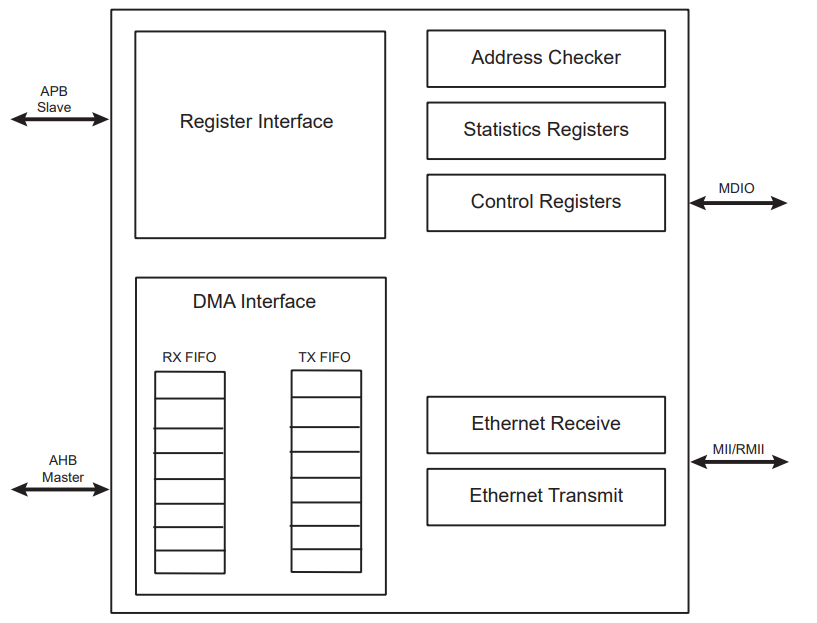 APB
Slave
Register Interface
Address Checker
Statistics Registers
Control Registers
MDIO
DMA Interface
RX FIFO
TX FIFO
AHB
Master
Ethernet Receive
Ethernet Transmit
MII/RMII